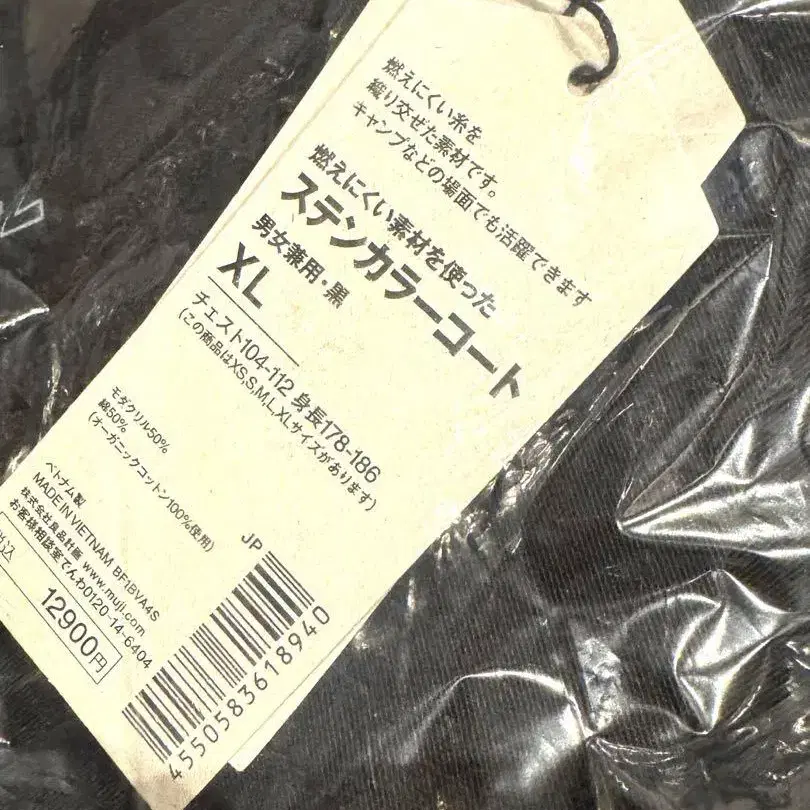 燃えにくい糸を
織り交ぜた素材です。
キャンプなどの場面でも活躍できます
燃えにくい素材を使った
ステンカラーコート
男女兼用・黒
XL
チェスト104-112 身長178-186
(この商品はXS,S,M,L,XLサイズがあります)
モダクリル50%
綿50%
(オーガニックコットン100%使用)
ベトナム製
MADE IN VIETNAM BF1BVA4S
株式会社良品計画 www.muji.com
お客様相談室でんわ0120-14-6404
税込
12900円
JP
4550583618940